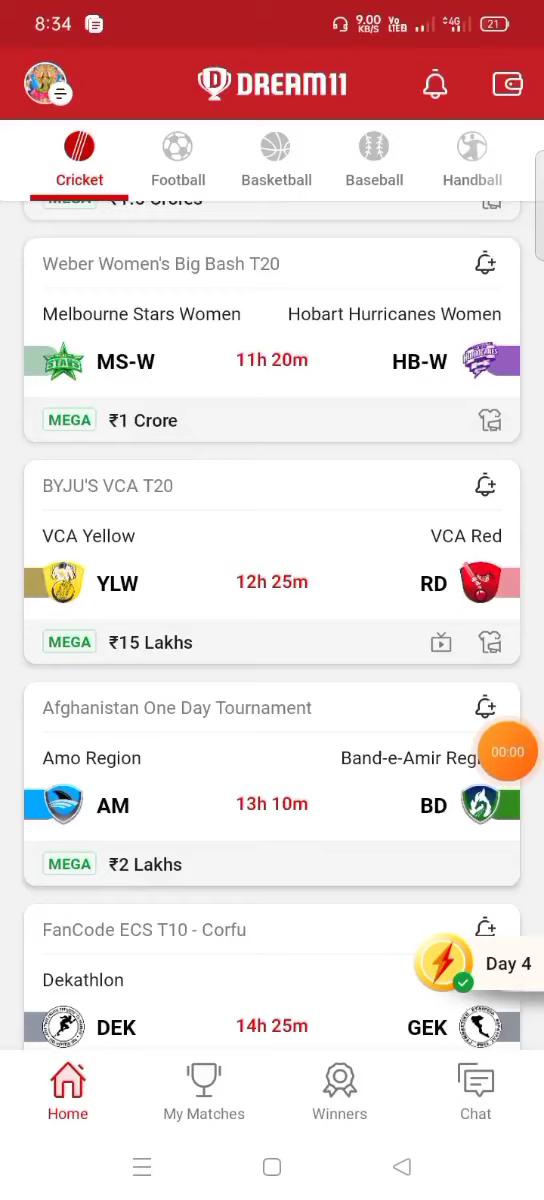 8:34 9.00 KB/S Vo LTEB 4G 21
DREAM11
Cricket Football Basketball Baseball Handball
Weber Women's Big Bash T20
Melbourne Stars Women Hobart Hurricanes Women
STARS MS-W 11h 20m HB-W
MEGA ₹1 Crore
BYJU'S VCA T20
VCA Yellow VCA Red
YLW 12h 25m RD
MEGA ₹15 Lakhs
Afghanistan One Day Tournament
Amo Region Band-e-Amir
00:00
AM 13h 10m BD
MEGA ₹2 Lakhs
FanCode ECS T10 - Corfu
Day 4
Dekathlon
DEK 14h 25m GEK
Home My Matches Winners Chat